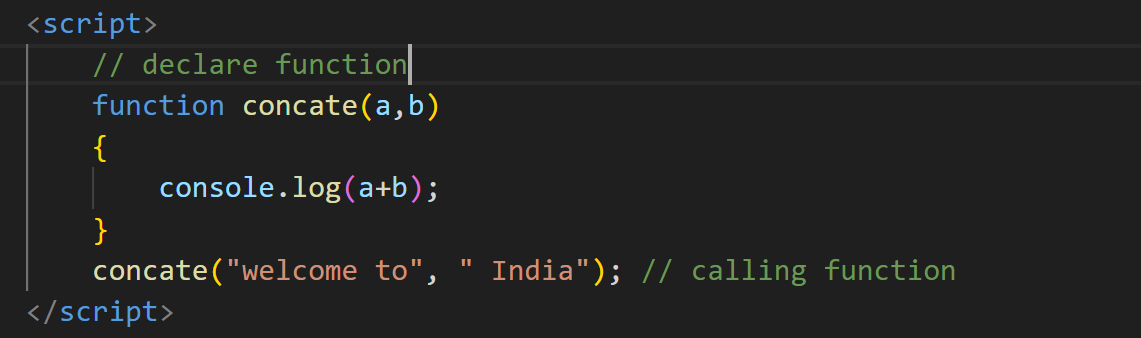 <script>
// declare function
function concate(a,b)
{
console.log(a+b);
}
concate("welcome to", " India"); // calling function
</script>